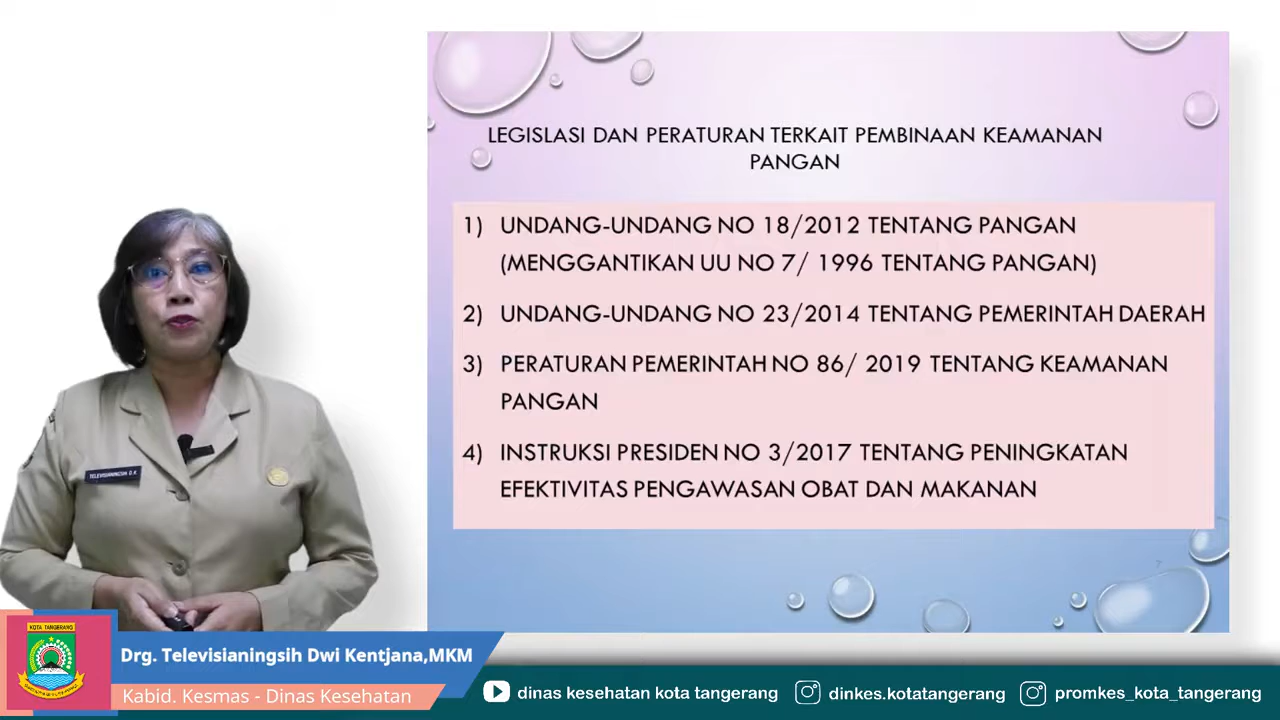 LEGISLASI DAN PERATURAN TERKAIT PEMBINAAN KEAMANAN
PANGAN
1) UNDANG-UNDANG NO 18/2012 TENTANG PANGAN
(MENGGANTIKAN UU NO 7/ 1996 TENTANG PANGAN)
2) UNDANG-UNDANG NO 23/2014 TENTANG PEMERINTAH DAERAH
3) PERATURAN PEMERINTAH NO 86/ 2019 TENTANG KEAMANAN
PANGAN
4) INSTRUKSI PRESIDEN NO 3/2017 TENTANG PENINGKATAN
EFEKTIVITAS PENGAWASAN OBAT DAN MAKANAN
TELEVISIANINGSIH D.K
KOTA TANGERANG
Drg. Televisianingsih Dwi Kentjana,MKM
Kabid. Kesmas - Dinas Kesehatan
dinas kesehatan kota tangerang
dinkes.kotatangerang
promkes_kota_tangerang